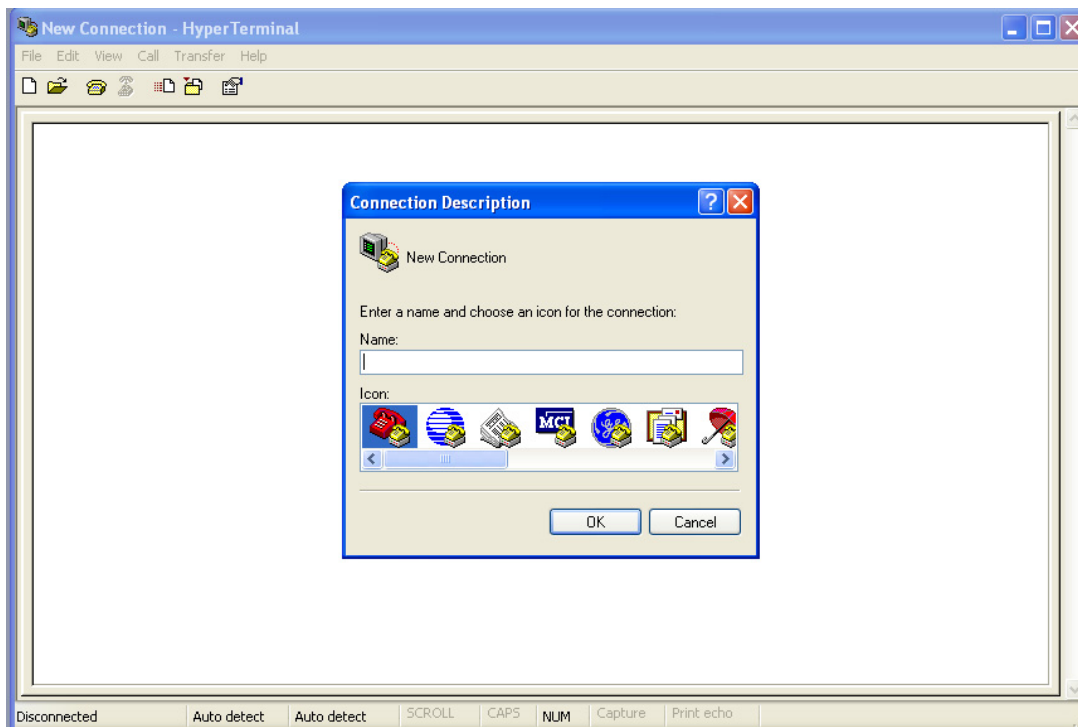 New Connection - HyperTerminal
File Edit View Call Transfer Help
Connection Description
New Connection
Enter a name and choose an icon for the connection:
Name:
Icon:
MCI
OK Cancel
Disconnected Auto detect Auto detect SCROLL CAPS NUM Capture Print echo